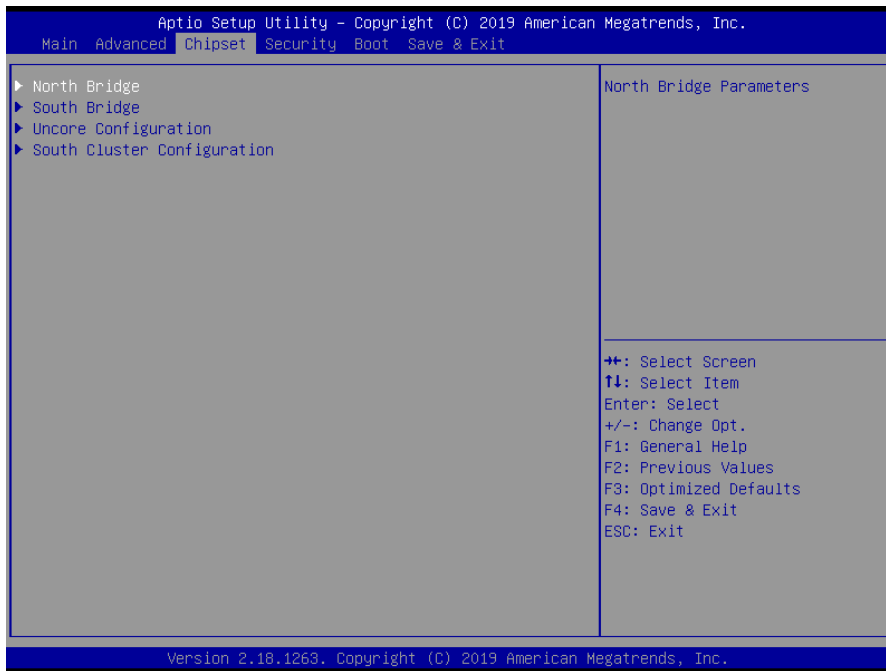 Aptio Setup Utility – Copyright (C) 2019 American Megatrends, Inc.
Main Advanced Chipset Security Boot Save & Exit
▶ North Bridge
▶ South Bridge
▶ Uncore Configuration
▶ South Cluster Configuration
North Bridge Parameters
→←: Select Screen
↑↓: Select Item
Enter: Select
+/-: Change Opt.
F1: General Help
F2: Previous Values
F3: Optimized Defaults
F4: Save & Exit
ESC: Exit
Version 2.18.1263. Copyright (C) 2019 American Megatrends, Inc.